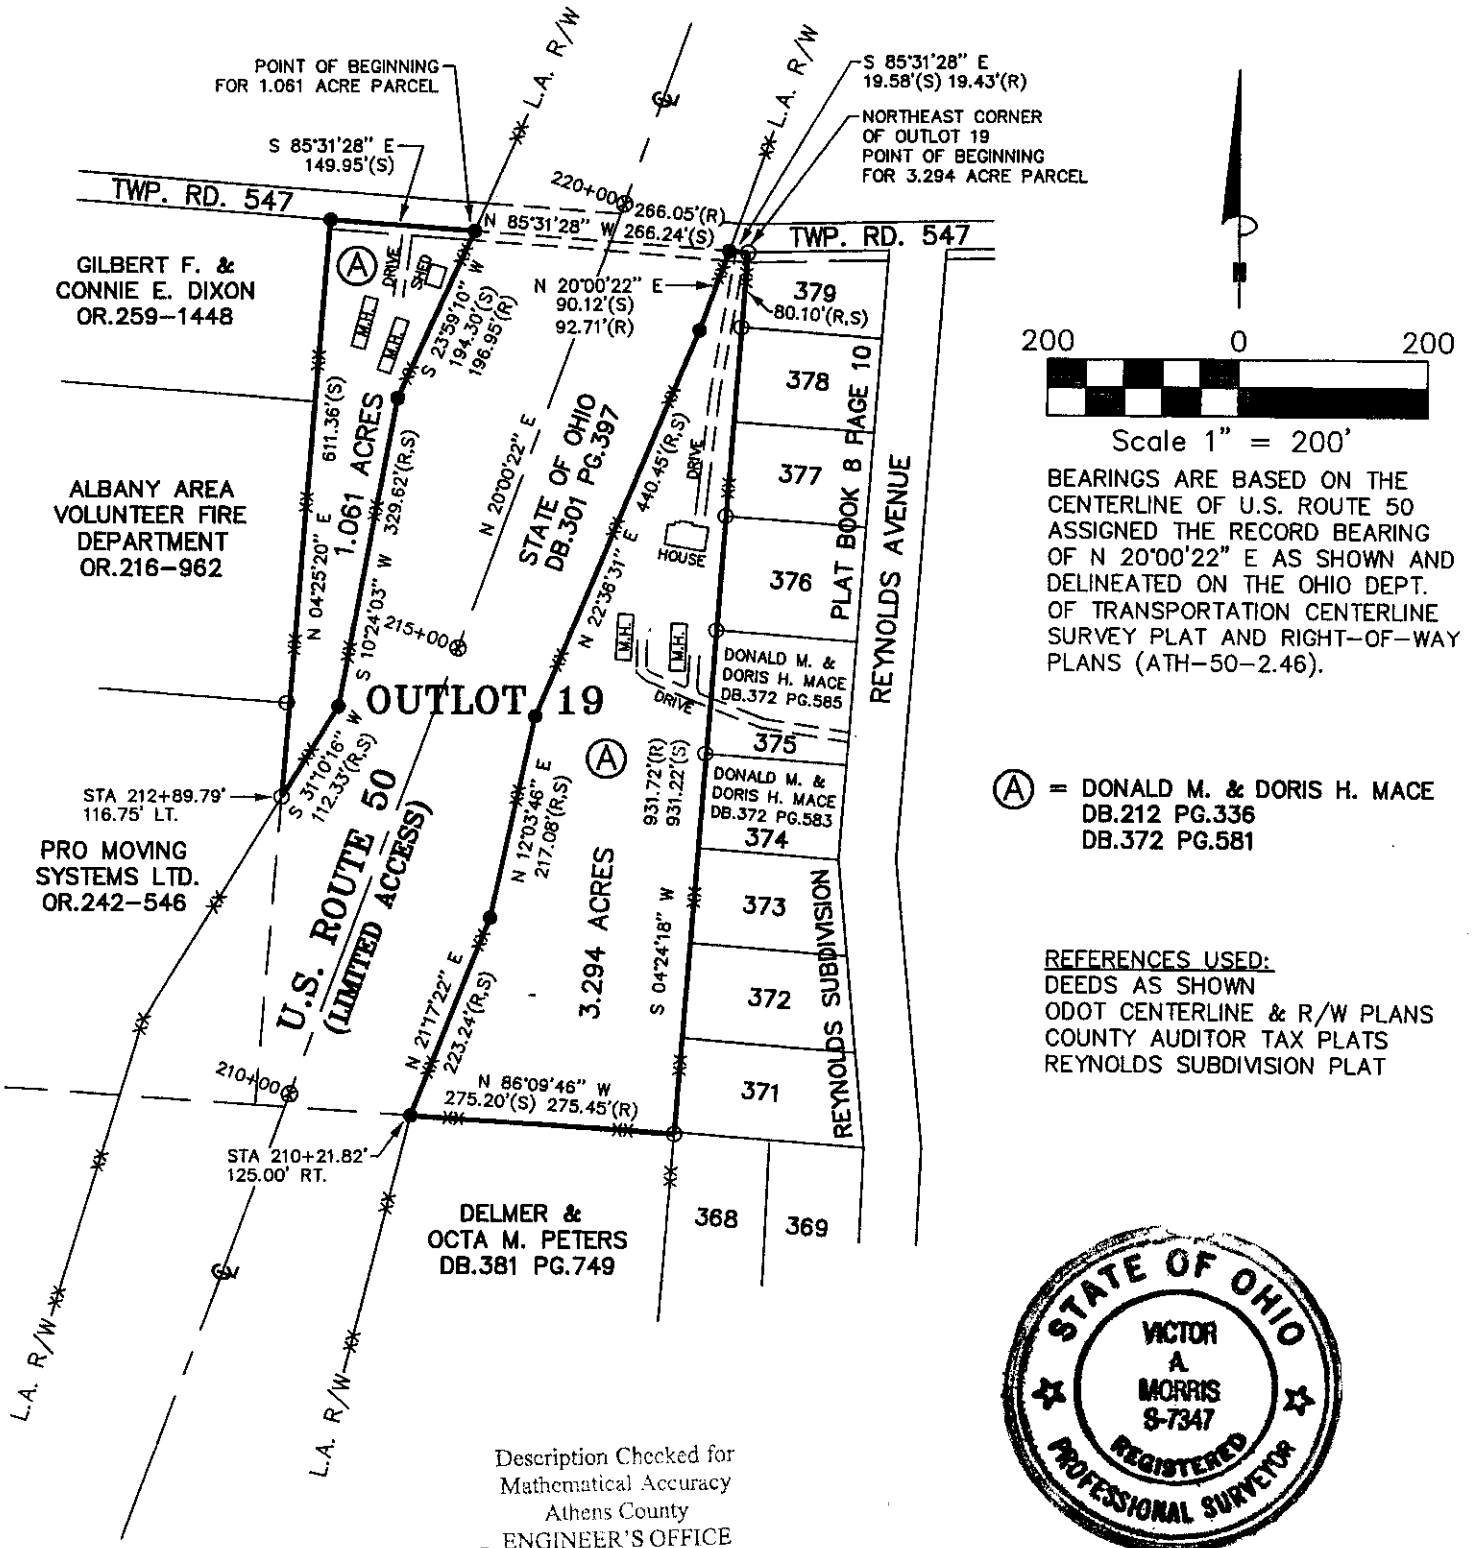 POINT OF BEGINNING
FOR 1.061 ACRE PARCEL
XX L.A. R/W
XX L.A. R/W
S 85°31'28" E
19.58'(S) 19.43'(R)
NORTHEAST CORNER
OF OUTLOT 19
POINT OF BEGINNING
FOR 3.294 ACRE PARCEL
S 85°31'28" E
149.95'(S)
TWP. RD. 547
220+00
266.05'(R)
N 85°31'28" W 266.24'(S)
TWP. RD. 547
GILBERT F. &
CONNIE E. DIXON
OR.259-1448
A
DRIVE
SHED
M.H.
M.H.
S 23°59'10" W
194.30'(S)
196.95'(R)
N 20°00'22" E
90.12'(S)
92.71'(R)
379
80.10'(R,S)
378
377
376
PLAT BOOK 8 PAGE 10
REYNOLDS AVENUE
N
200 0 200
Scale 1" = 200'
BEARINGS ARE BASED ON THE
CENTERLINE OF U.S. ROUTE 50
ASSIGNED THE RECORD BEARING
OF N 20°00'22" E AS SHOWN AND
DELINEATED ON THE OHIO DEPT.
OF TRANSPORTATION CENTERLINE
SURVEY PLAT AND RIGHT-OF-WAY
PLANS (ATH-50-2.46).
611.36'(S)
N 04°25'20" E
1.061 ACRES
S 10°24'03" W 329.62'(R,S)
N 20°00'22" E
STATE OF OHIO
DB.301 PG.397
N 22°36'31" E 440.45'(R,S)
DRIVE
HOUSE
ALBANY AREA
VOLUNTEER FIRE
DEPARTMENT
OR.216-962
215+00
M.H.
M.H.
DRIVE
DONALD M. &
DORIS H. MACE
DB.372 PG.585
375
OUTLOT 19
A
STA 212+89.79'
116.75' LT.
S 31°10'16" W
112.33'(R,S)
PRO MOVING
SYSTEMS LTD.
OR.242-546
U.S. ROUTE 50
(LIMITED ACCESS)
N 12°03'46" E
217.08'(R,S)
931.72'(R)
931.22'(S)
S 04°24'18" W
DONALD M. &
DORIS H. MACE
DB.372 PG.583
374
373
372
371
REYNOLDS SUBDIVISION
A = DONALD M. & DORIS H. MACE
DB.212 PG.336
DB.372 PG.581
3.294 ACRES
N 21°17'22" E
223.24'(R,S)
REFERENCES USED:
DEEDS AS SHOWN
ODOT CENTERLINE & R/W PLANS
COUNTY AUDITOR TAX PLATS
REYNOLDS SUBDIVISION PLAT
210+00
N 86°09'46" W
275.20'(S) 275.45'(R)
STA 210+21.82'
125.00' RT.
DELMER &
OCTA M. PETERS
DB.381 PG.749
368
369
L.A. R/W XX
L.A. R/W XX
STATE OF OHIO
VICTOR
A.
MORRIS
S-7347
REGISTERED
PROFESSIONAL SURVEYOR
Description Checked for
Mathematical Accuracy
Athens County
ENGINEER'S OFFICE